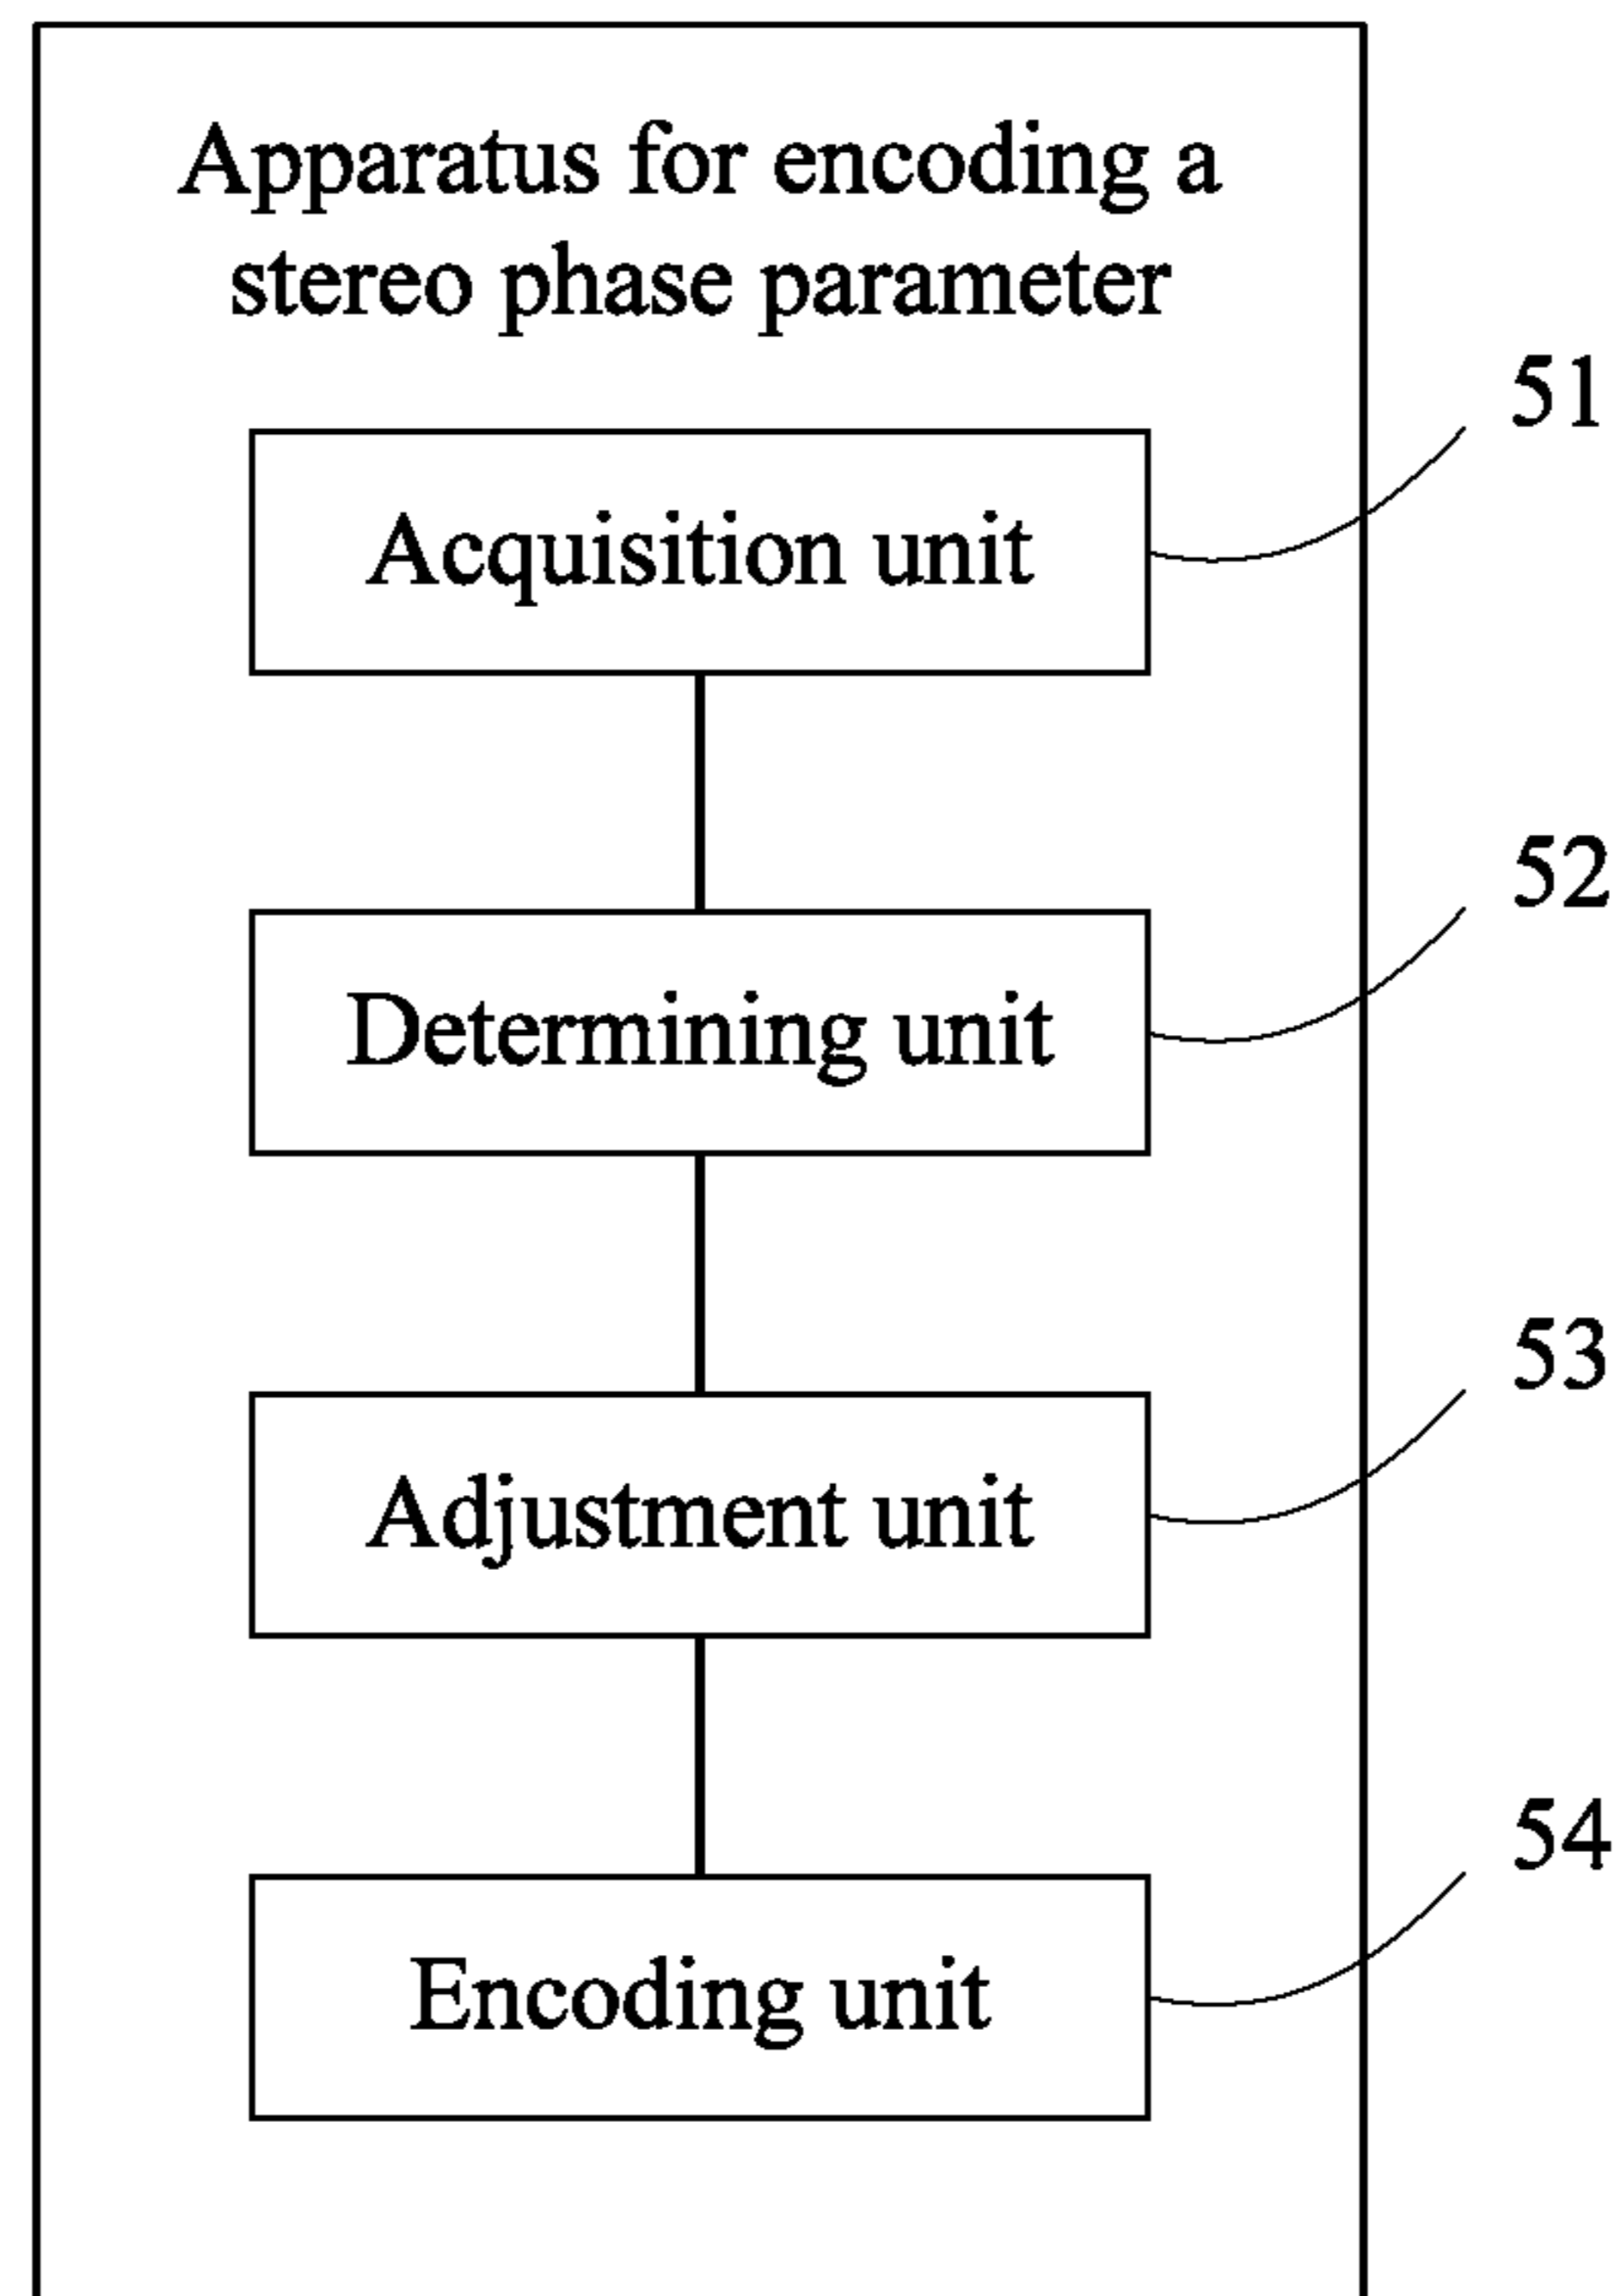 Apparatus for encoding a
stereo phase parameter
51
Acquisition unit
52
Determining unit
53
Adjustment unit
54
Encoding unit